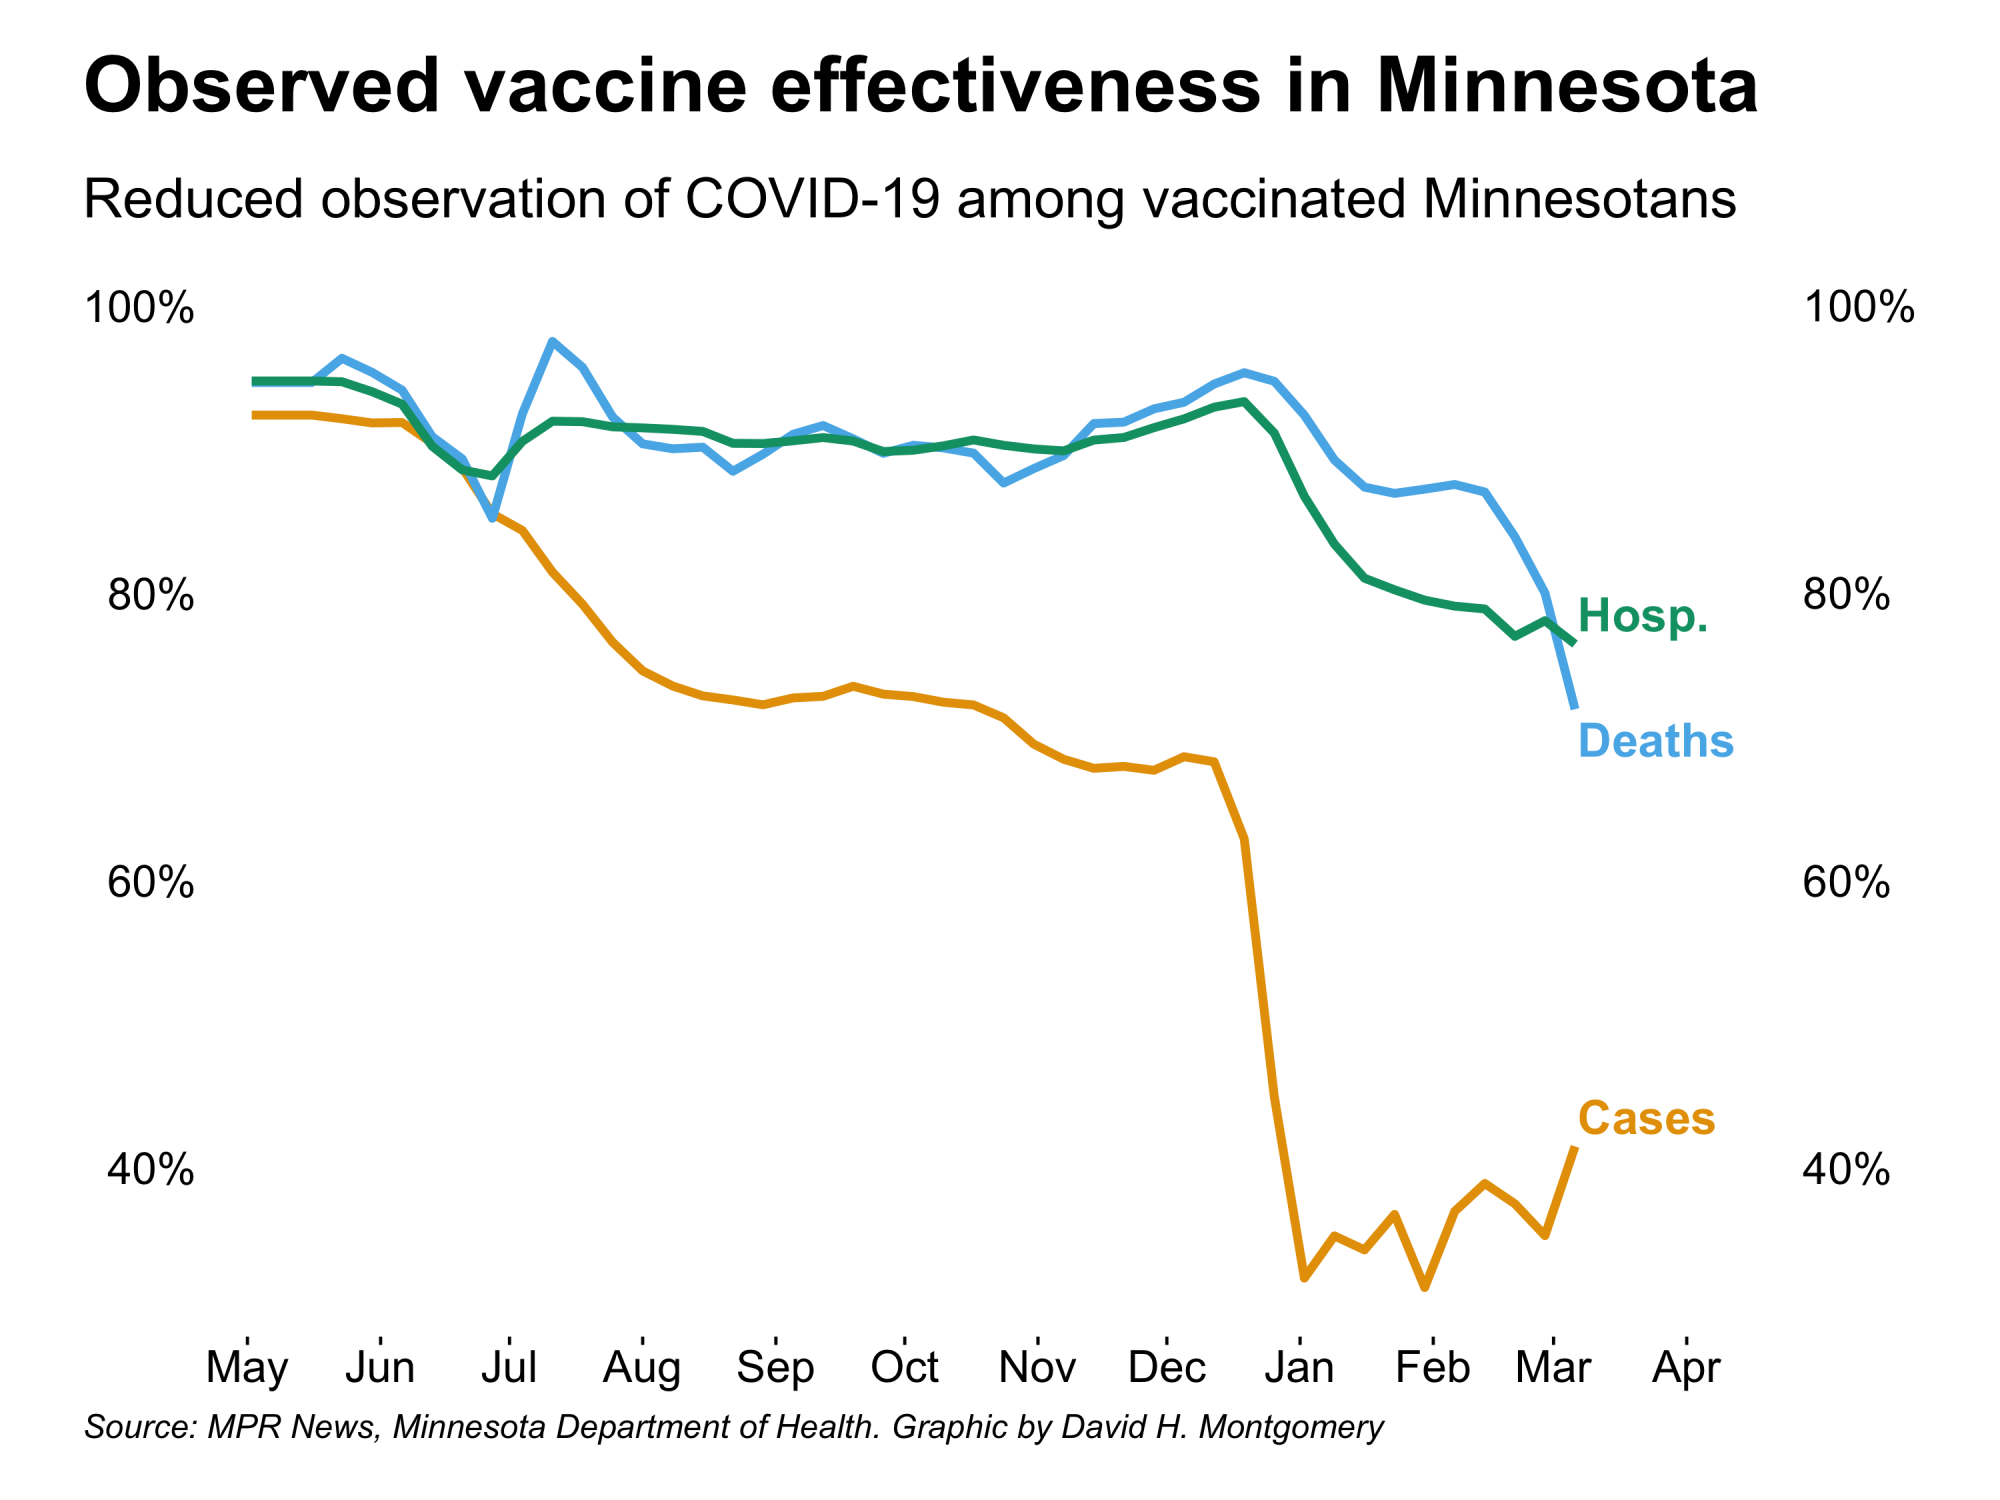 Observed vaccine effectiveness in Minnesota
Reduced observation of COVID-19 among vaccinated Minnesotans
100% 100%
80% 80%
Hosp.
Deaths
60% 60%
Cases
40% 40%
May Jun Jul Aug Sep Oct Nov Dec Jan Feb Mar Apr
Source: MPR News, Minnesota Department of Health. Graphic by David H. Montgomery